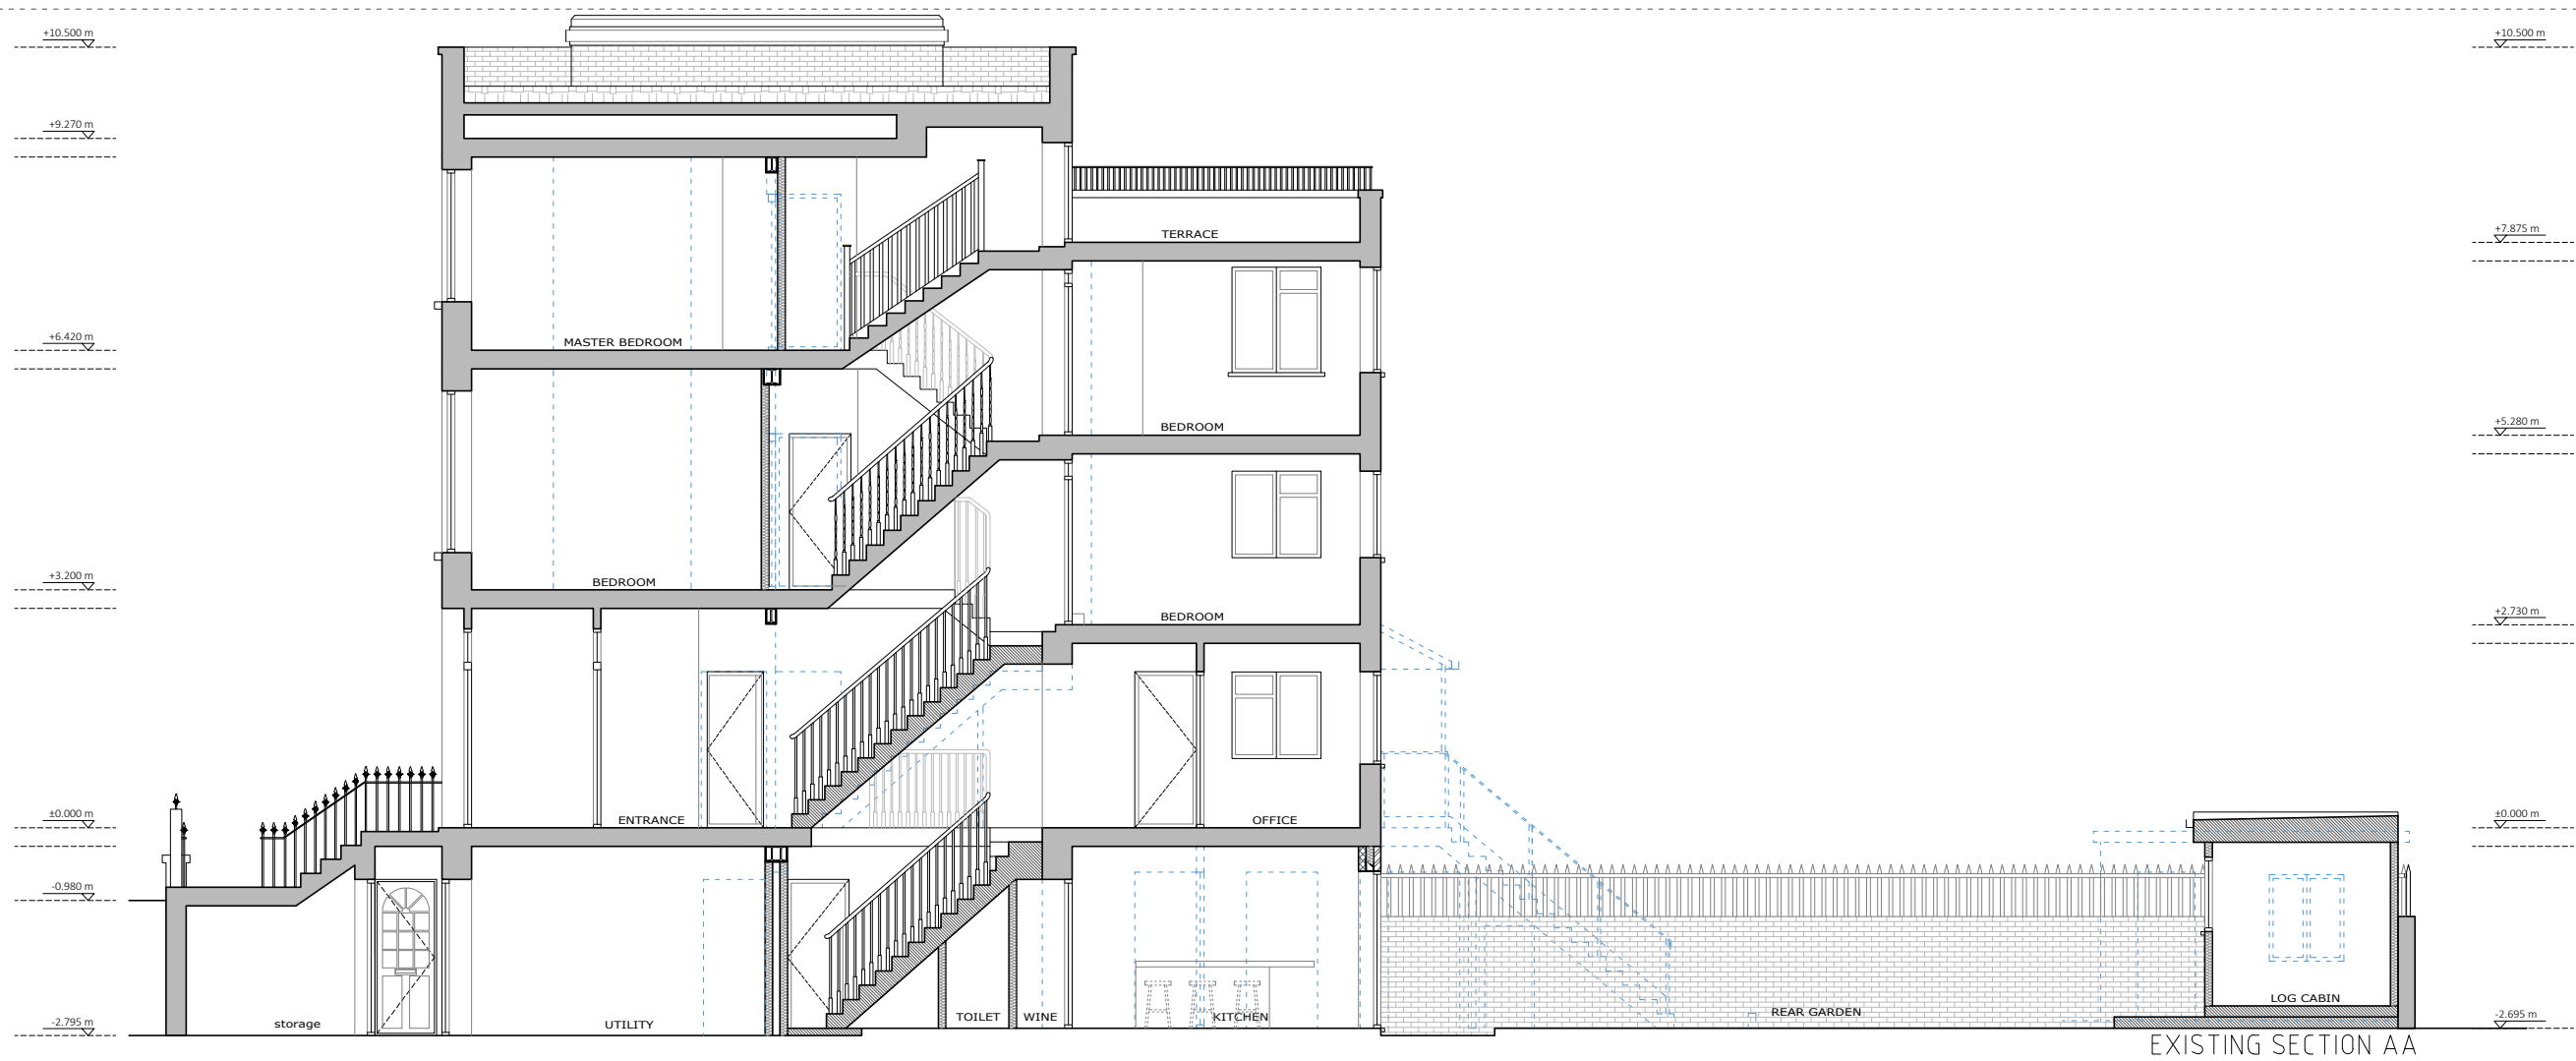 +10.500 m
+10.500 m
+9.270 m
TERRACE
+7.875 m
MASTER BEDROOM
+6.420 m
BEDROOM
+5.280 m
BEDROOM
+3.200 m
BEDROOM
+2.730 m
±0.000 m
ENTRANCE
OFFICE
±0.000 m
-0.980 m
LOG CABIN
REAR GARDEN
-2.795 m
storage
UTILITY
TOILET
WINE
KITCHEN
-2.695 m
EXISTING SECTION AA